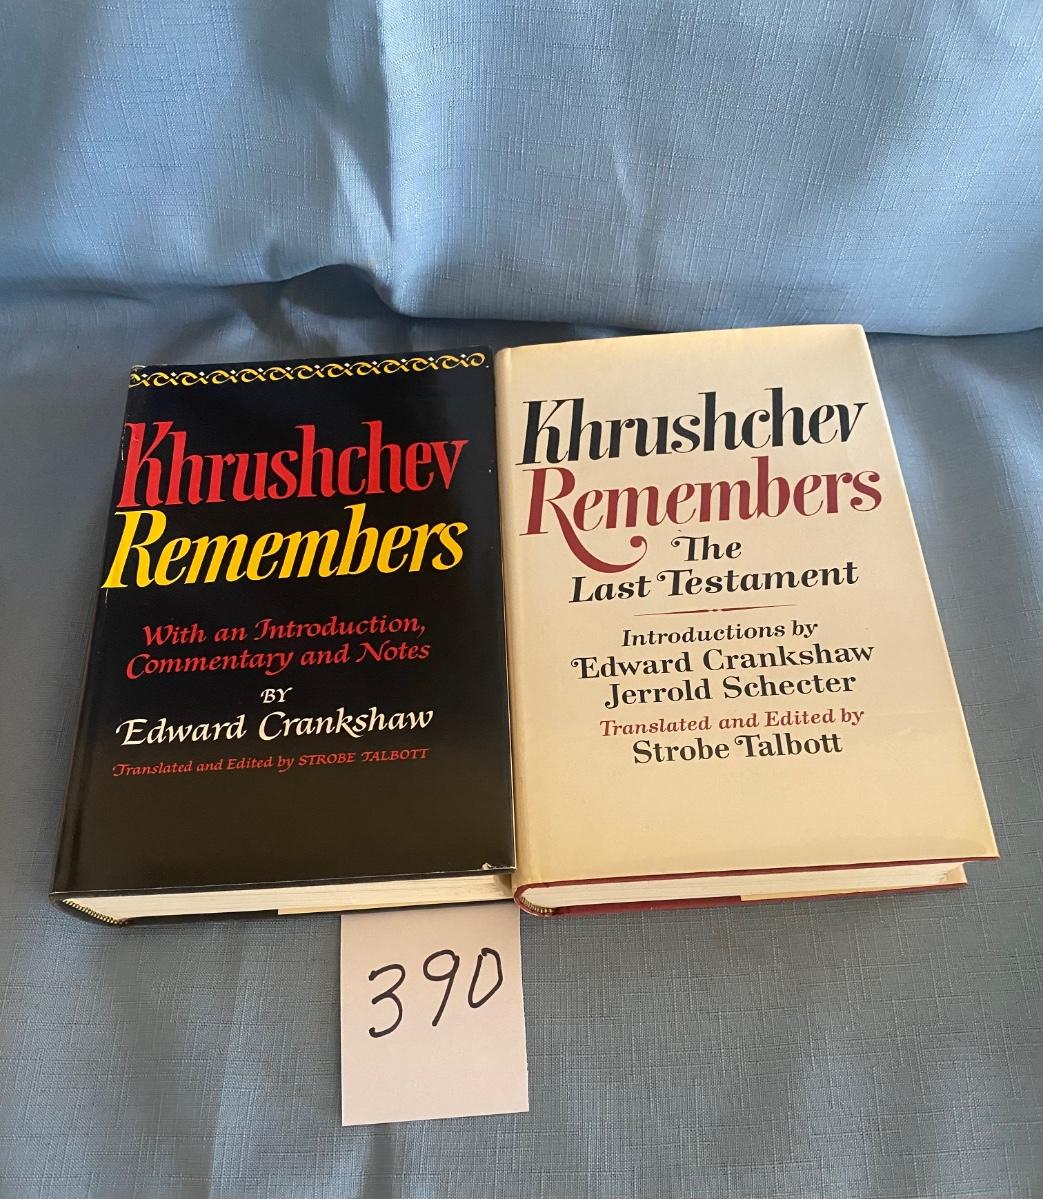 Khrushchev
Remembers
With an Introduction,
Commentary and Notes
BY
Edward Crankshaw
Translated and Edited by STROBE TALBOTT
Khrushchev
Remembers
The
Last Testament
Introductions by
Edward Crankshaw
Jerrold Schecter
Translated and Edited by
Strobe Talbott
390